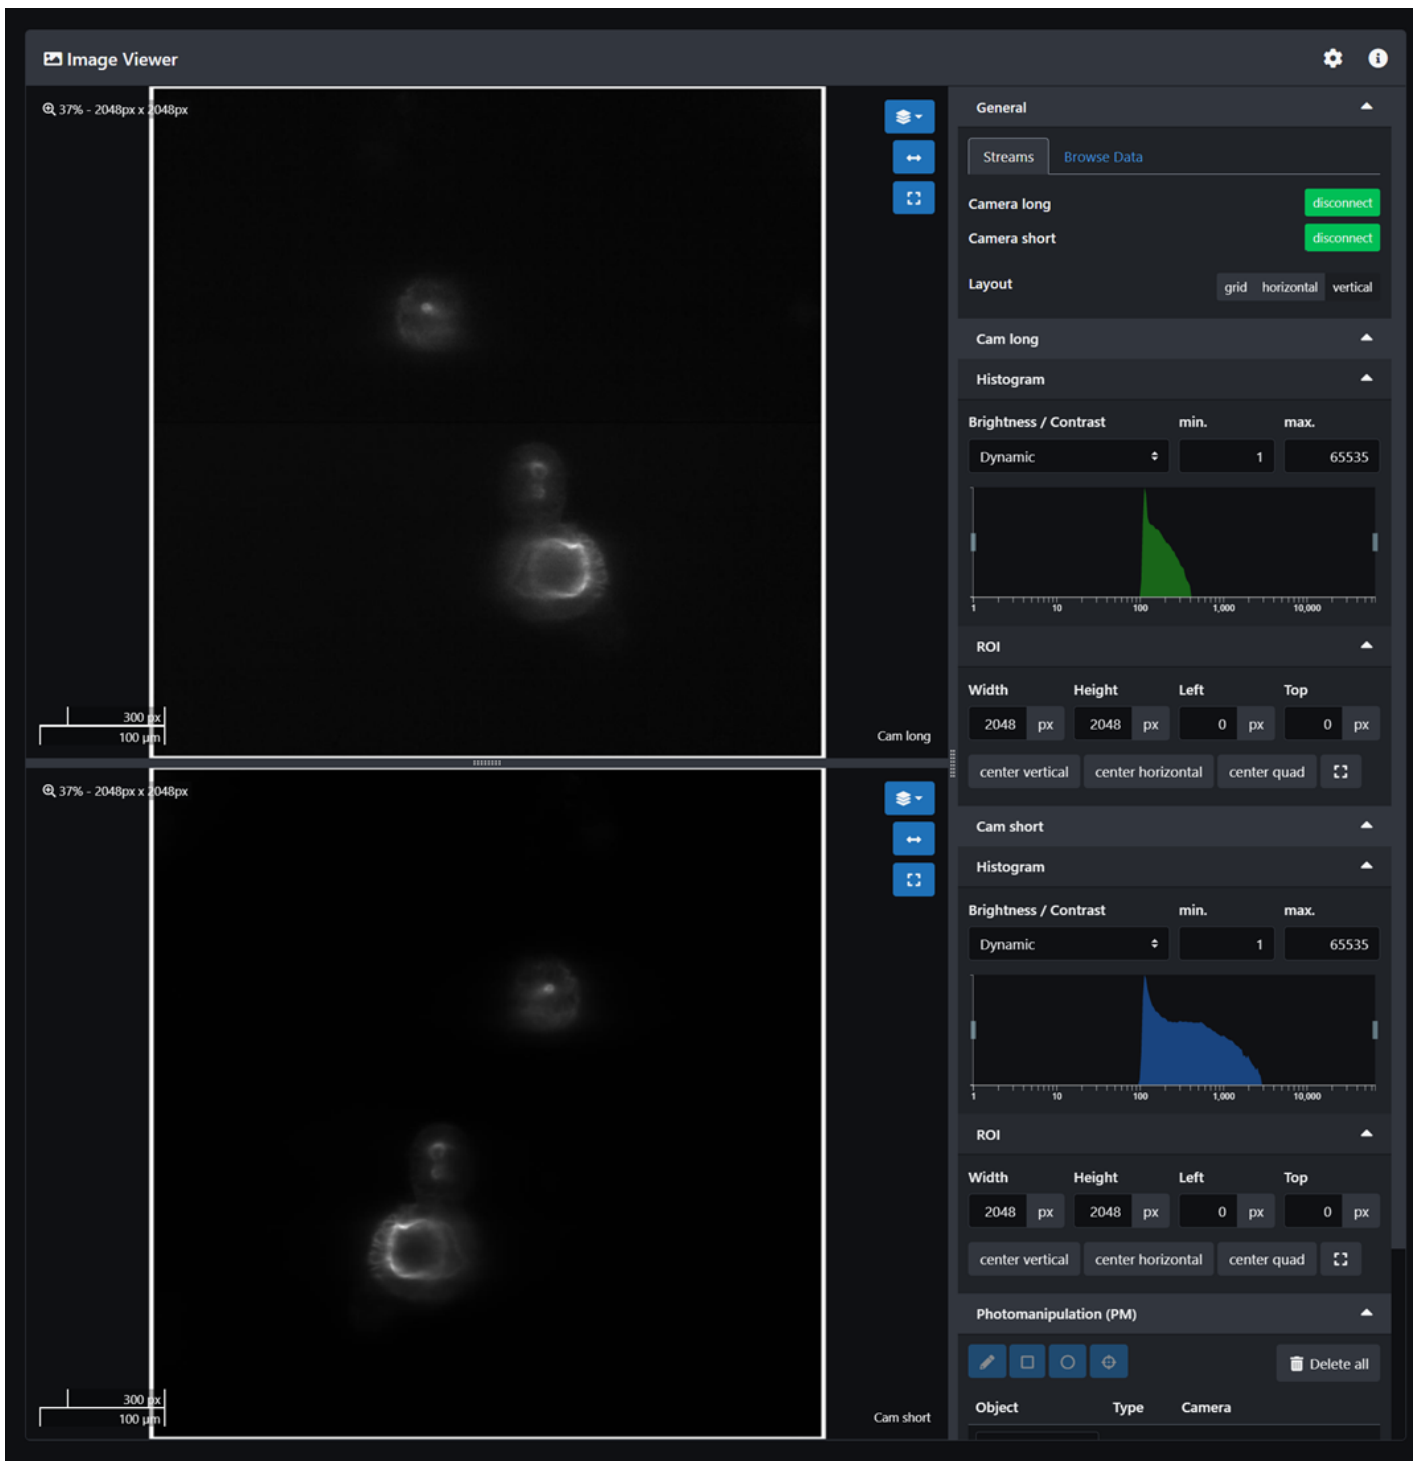 Image Viewer
37% - 2048px x 2048px
300 px
100 µm
Cam long
37% - 2048px x 2048px
300 px
100 µm
Cam short
General
Streams Browse Data
Camera long disconnect
Camera short disconnect
Layout grid horizontal vertical
Cam long
Histogram
Brightness / Contrast min. max.
Dynamic 1 65535
1 10 100 1,000 10,000
ROI
Width Height Left Top
2048 px 2048 px 0 px 0 px
center vertical center horizontal center quad
Cam short
Histogram
Brightness / Contrast min. max.
Dynamic 1 65535
1 10 100 1,000 10,000
ROI
Width Height Left Top
2048 px 2048 px 0 px 0 px
center vertical center horizontal center quad
Photomanipulation (PM)
Delete all
Object Type Camera